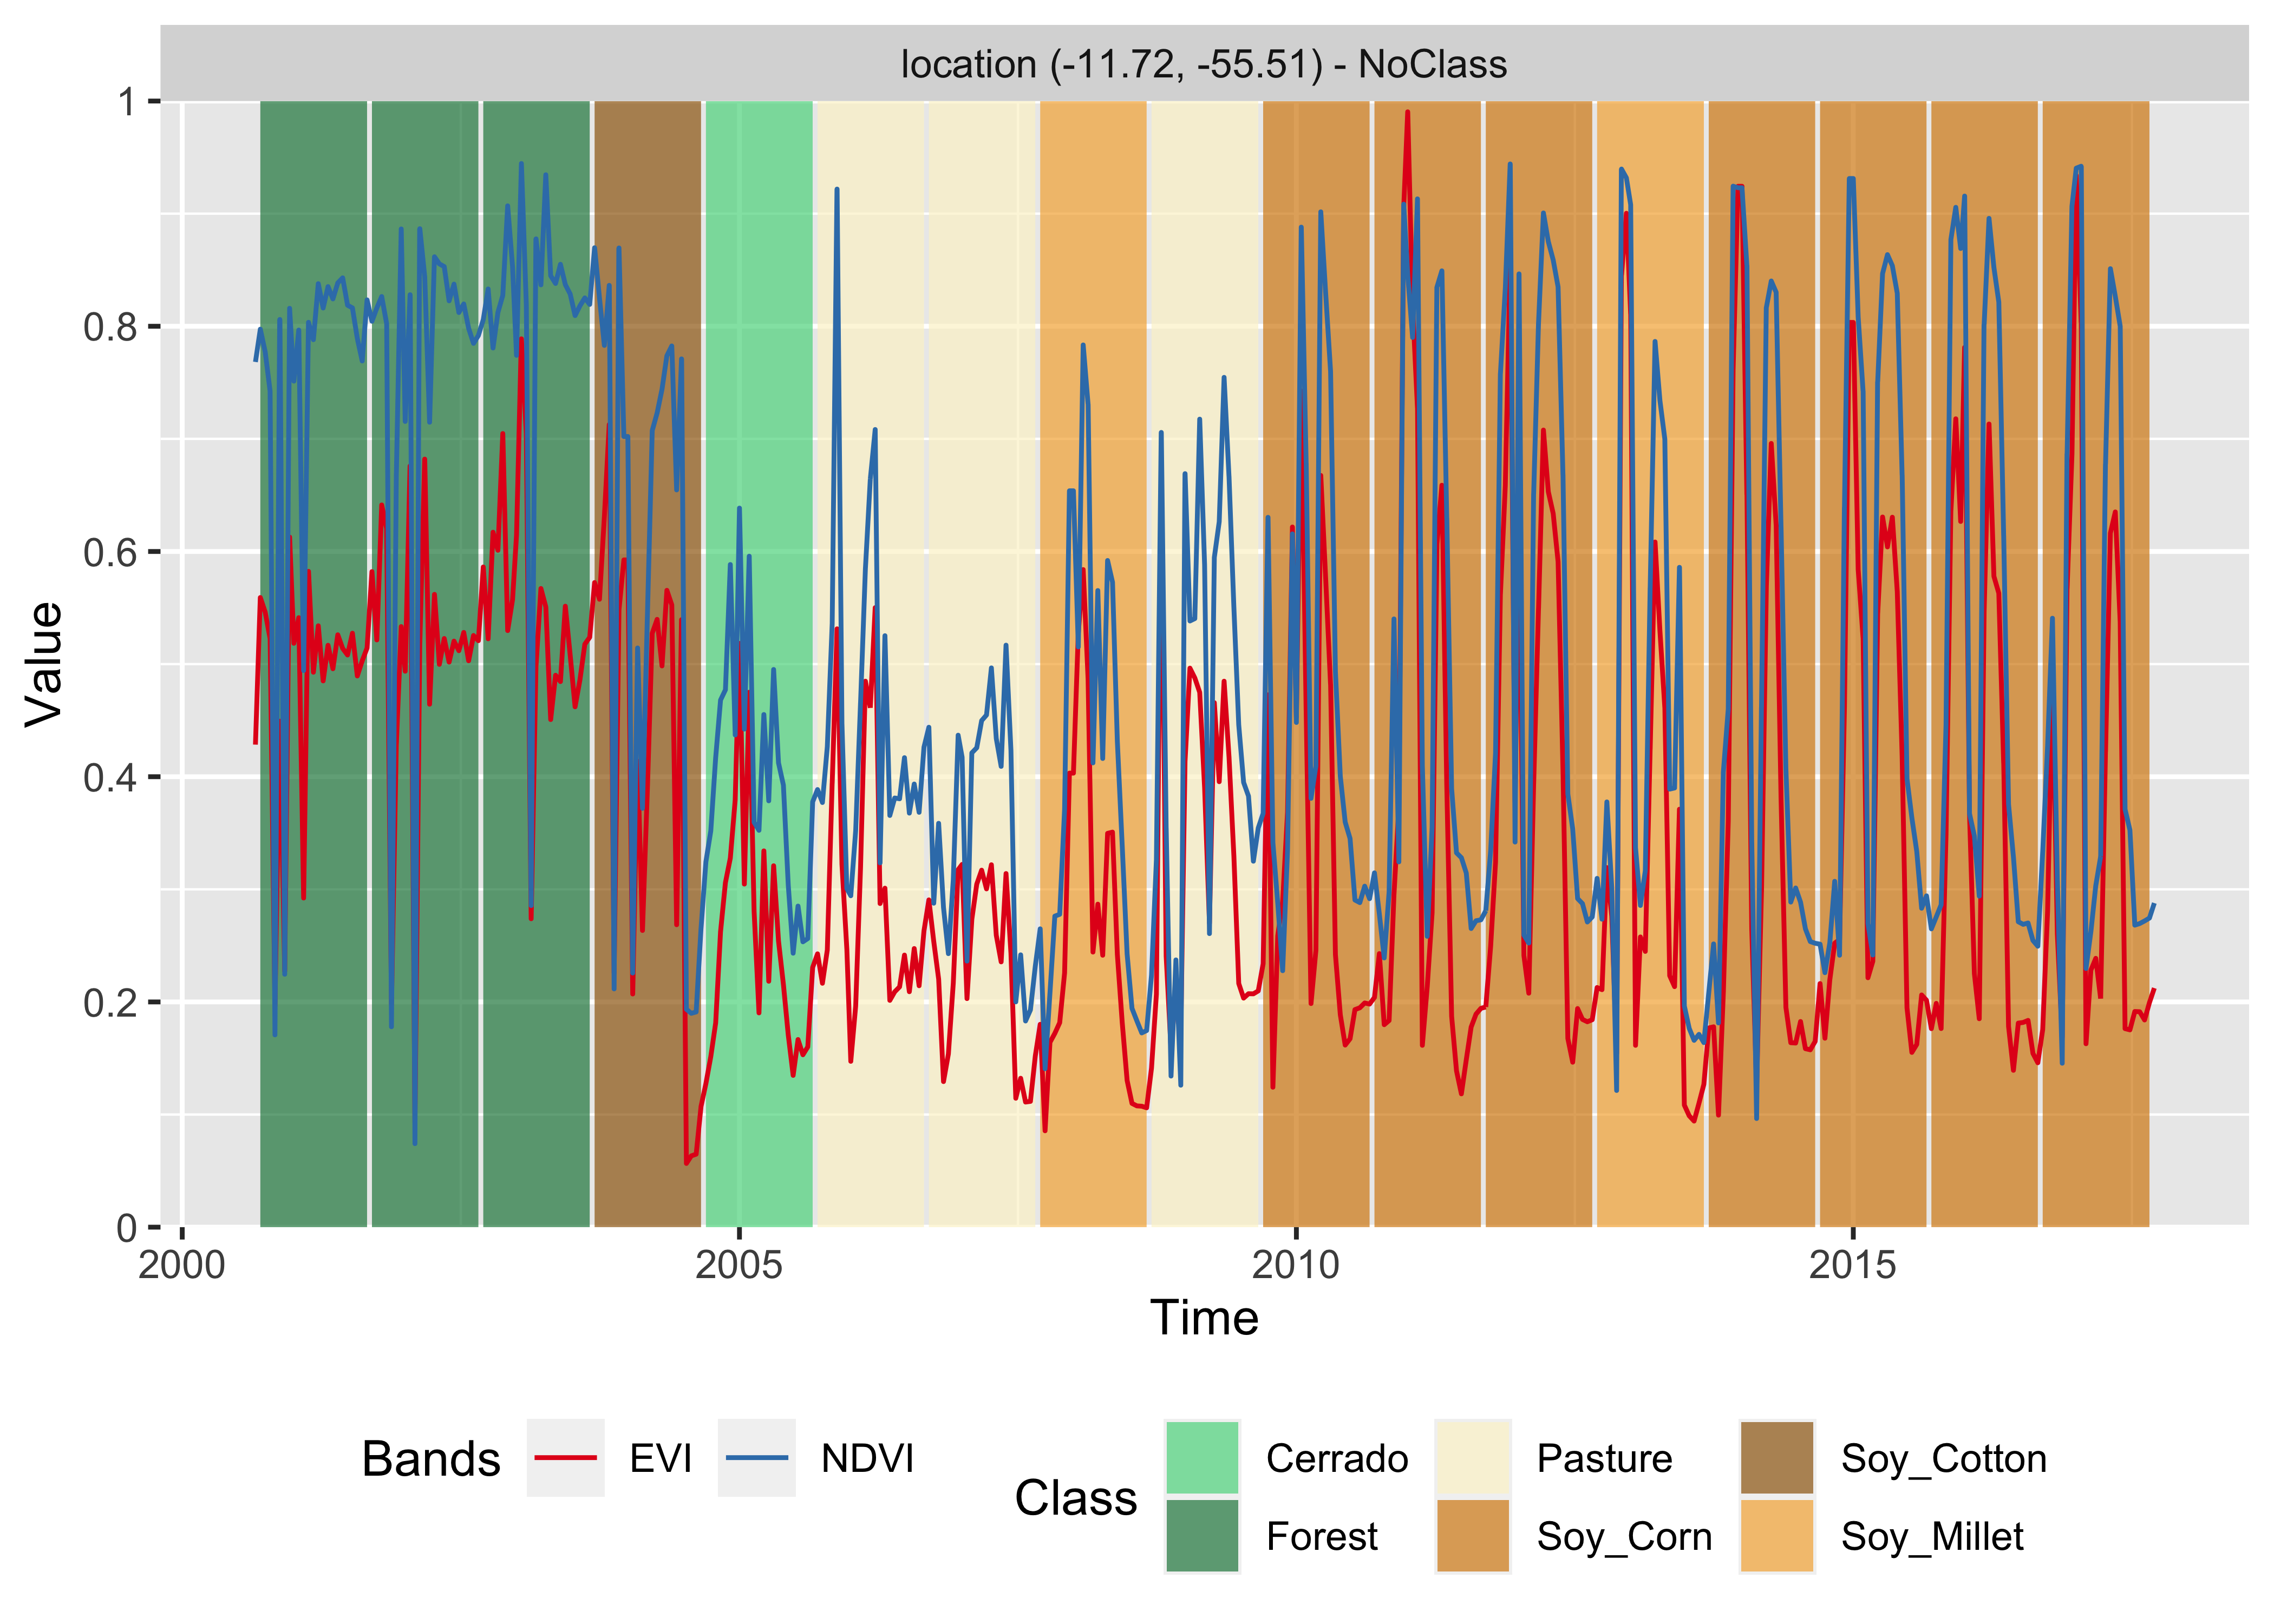 location (-11.72, -55.51) - NoClass
1
0.8
0.6
0.4
0.2
0
Value
2000 2005 2010 2015
Time
Bands EVI NDVI
Class
Cerrado Pasture Soy_Cotton
Forest Soy_Corn Soy_Millet